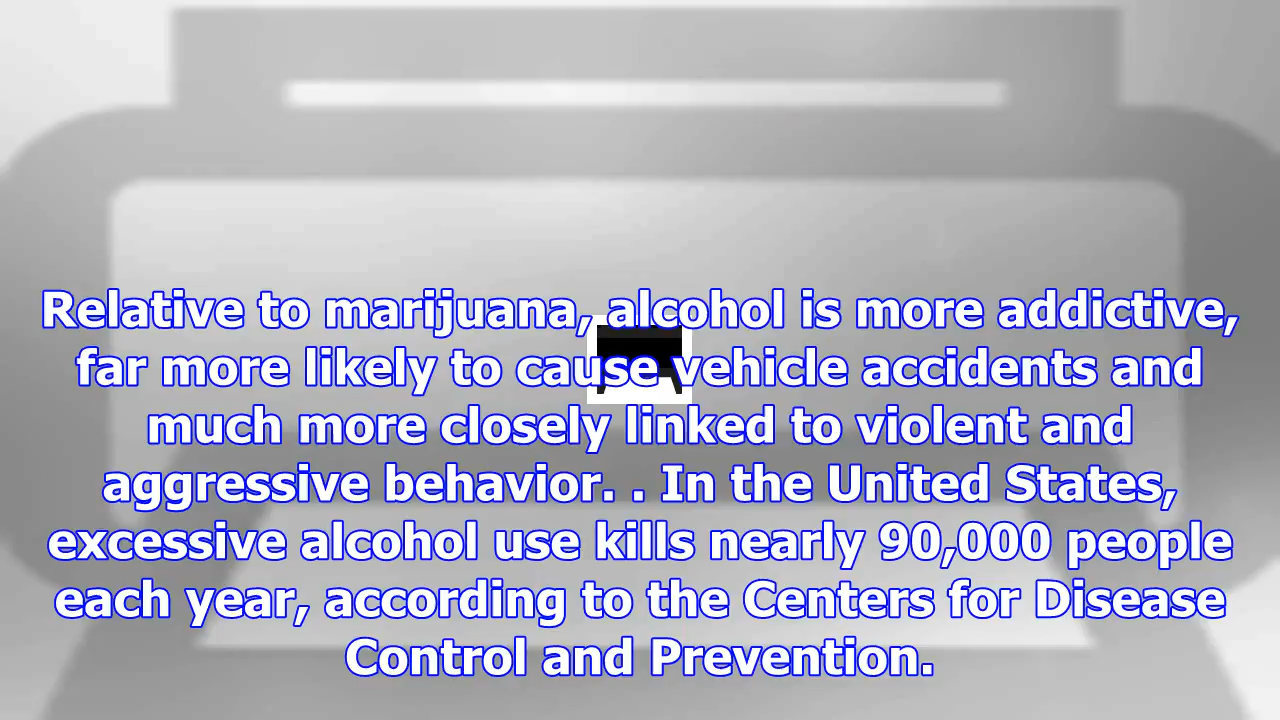 Relative to marijuana, alcohol is more addictive,
far more likely to cause vehicle accidents and
much more closely linked to violent and
aggressive behavior. . In the United States,
excessive alcohol use kills nearly 90,000 people
each year, according to the Centers for Disease
Control and Prevention.